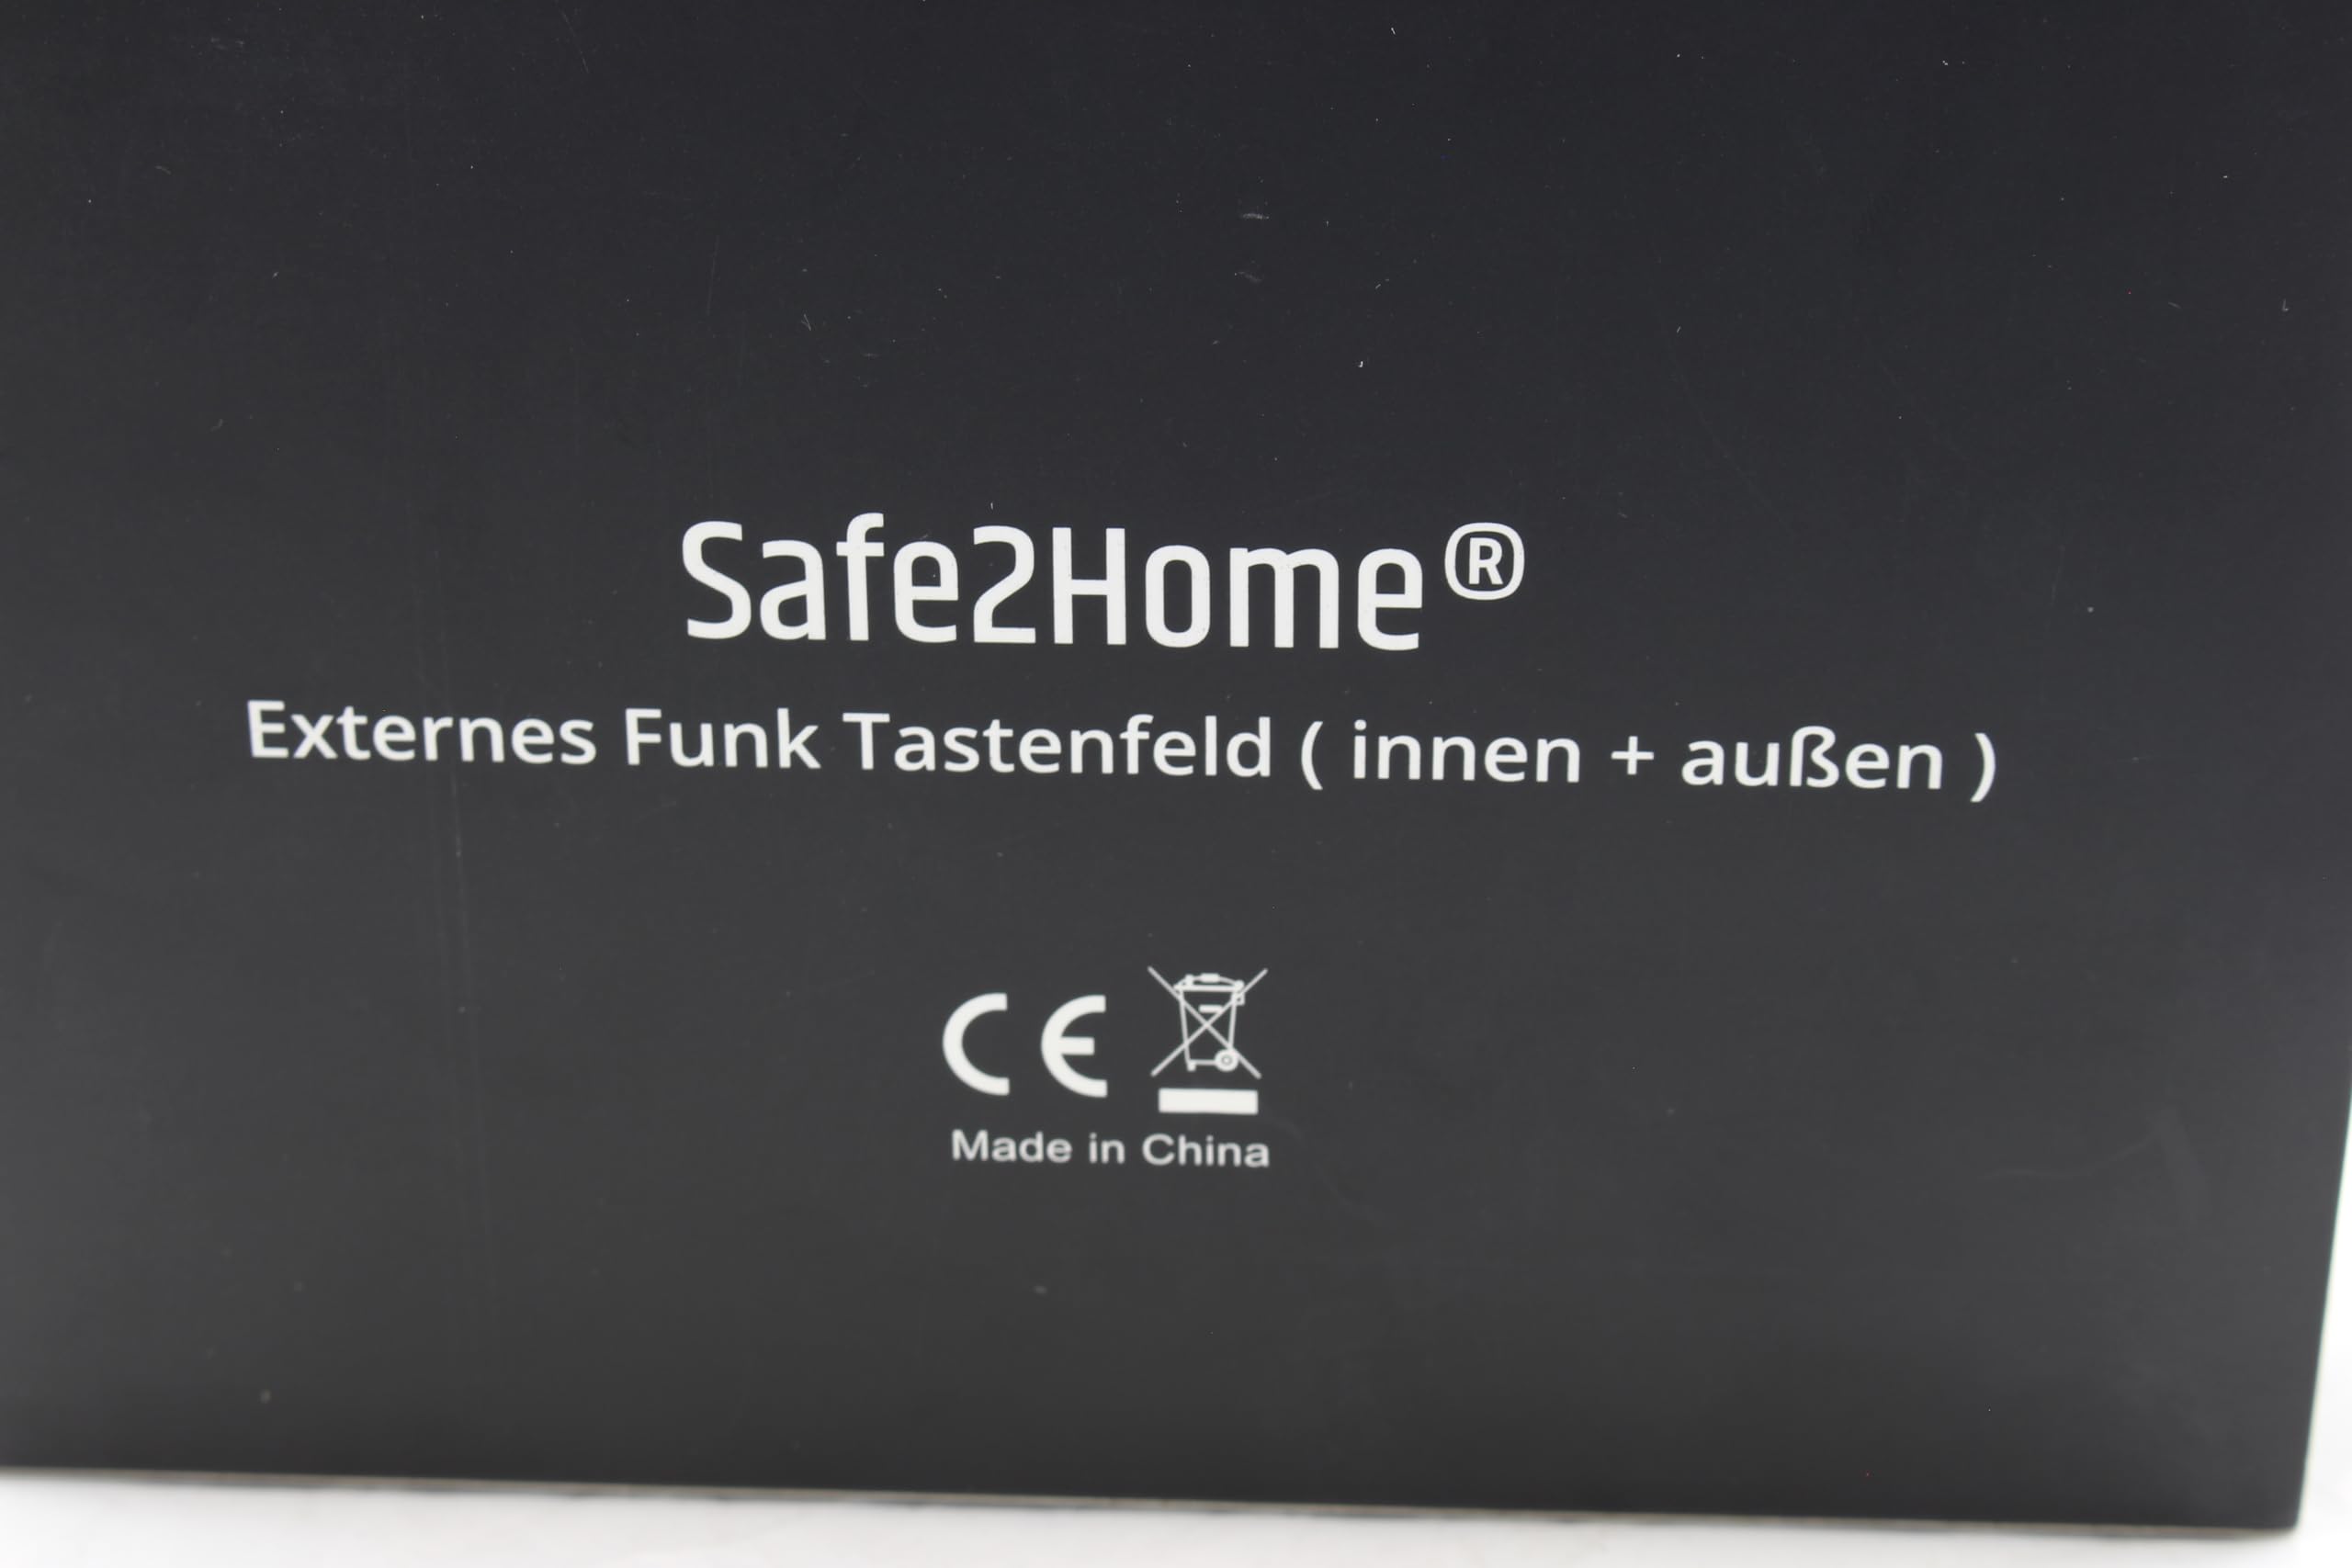 Safe2Home®
Externes Funk Tastenfeld ( innen + außen )
CE
Made in China